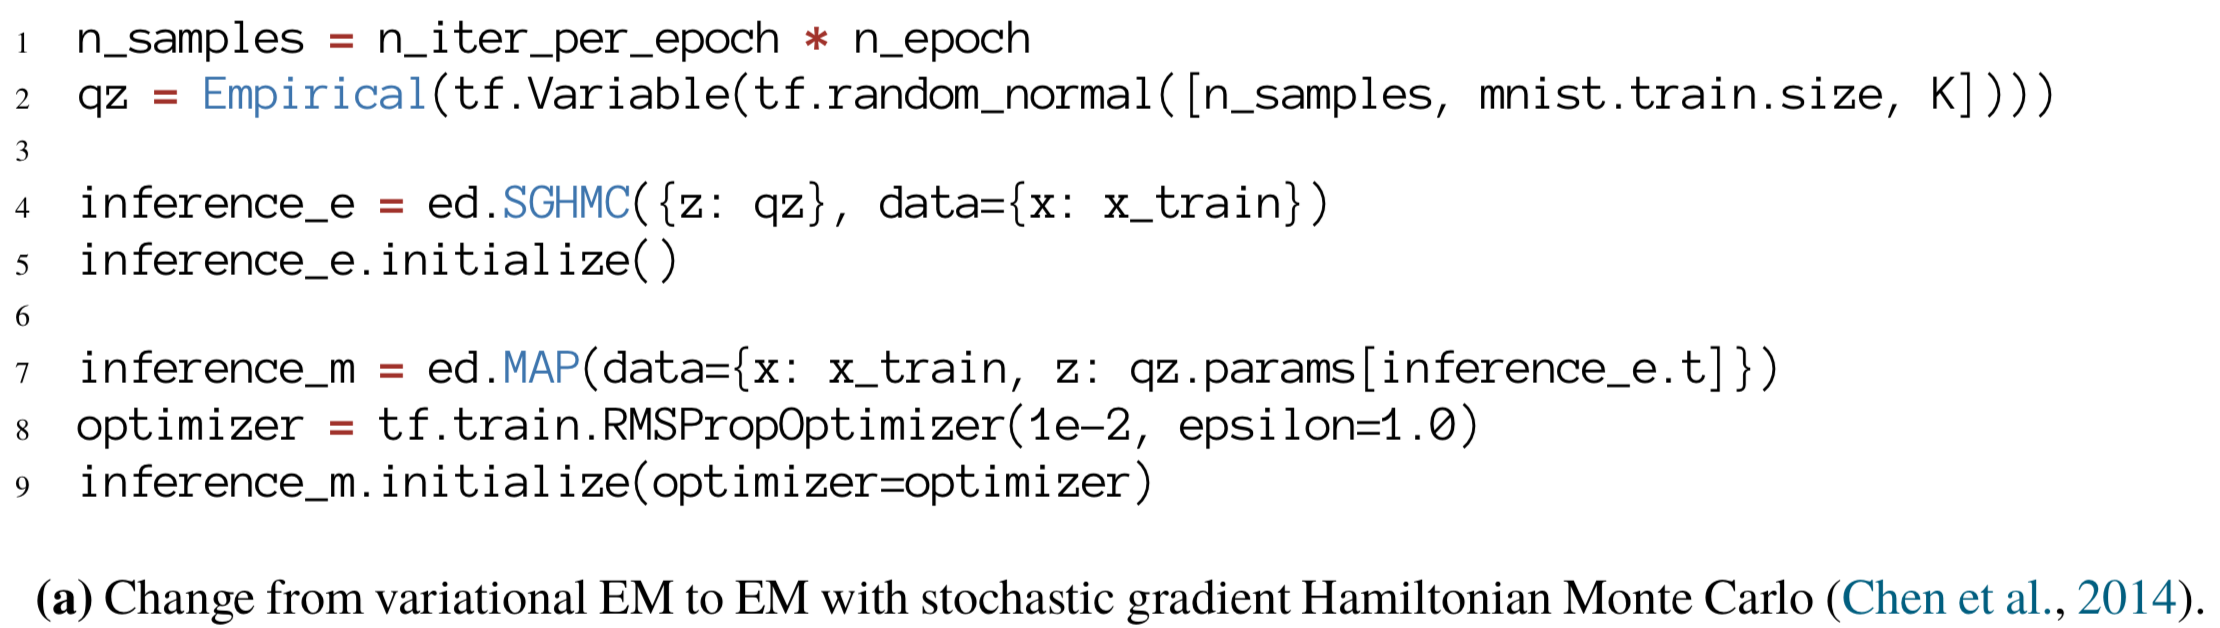 1 n_samples = n_iter_per_epoch * n_epoch
2 qz = Empirical(tf.Variable(tf.random_normal([n_samples, mnist.train.size, K])))
3
4 inference_e = ed.SGHMC({z: qz}, data={x: x_train})
5 inference_e.initialize()
6
7 inference_m = ed.MAP(data={x: x_train, z: qz.params[inference_e.t]})
8 optimizer = tf.train.RMSPropOptimizer(1e-2, epsilon=1.0)
9 inference_m.initialize(optimizer=optimizer)
(a) Change from variational EM to EM with stochastic gradient Hamiltonian Monte Carlo (Chen et al., 2014).